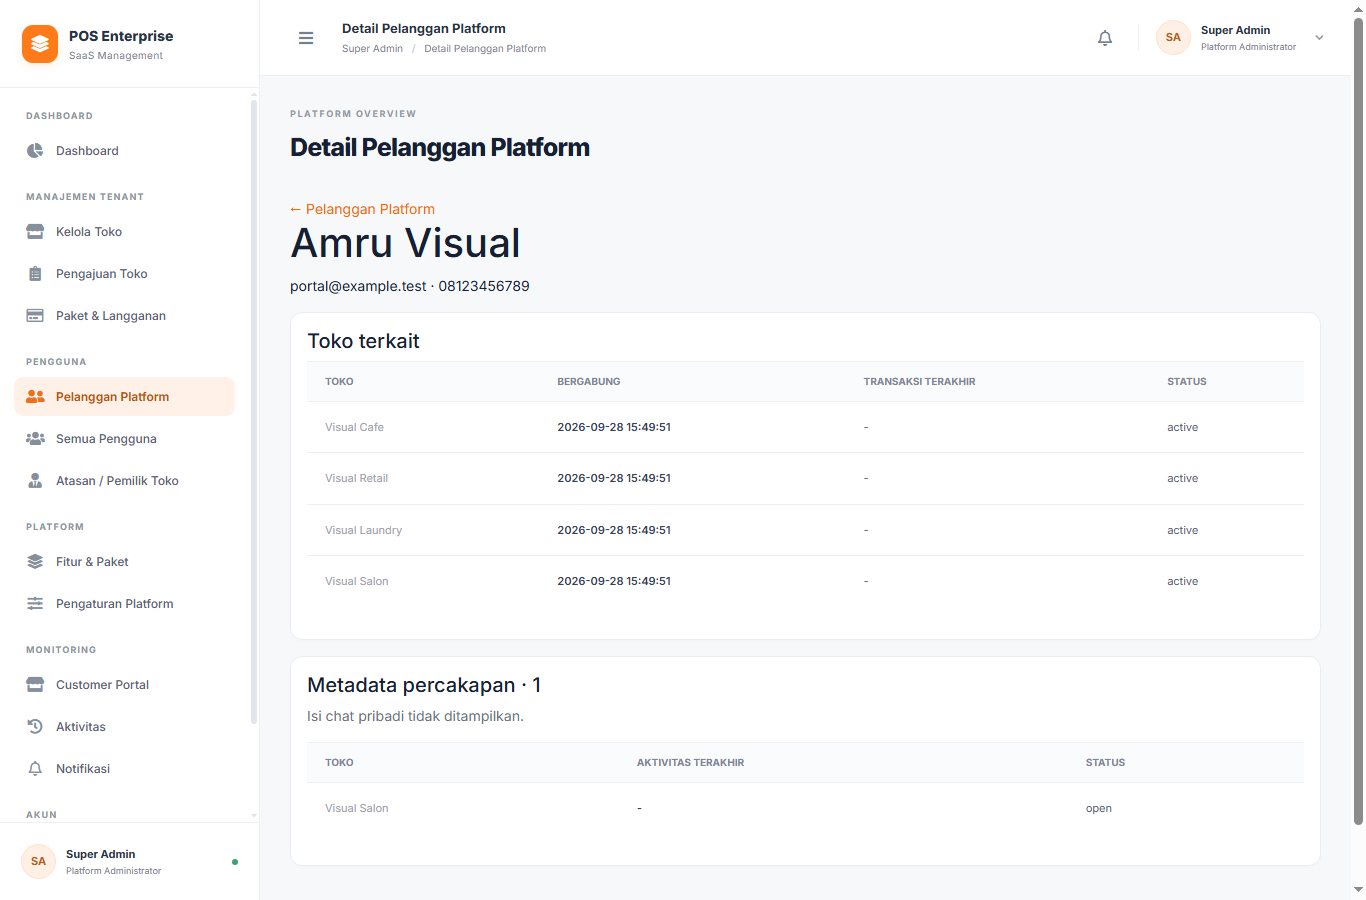 POS Enterprise
SaaS Management
DASHBOARD
Dashboard
MANAJEMEN TENANT
Kelola Toko
Pengajuan Toko
Paket & Langganan
PENGGUNA
Pelanggan Platform
Semua Pengguna
Atasan / Pemilik Toko
PLATFORM
Fitur & Paket
Pengaturan Platform
MONITORING
Customer Portal
Aktivitas
Notifikasi
AKUN
SA
Super Admin
Platform Administrator
Detail Pelanggan Platform
Super Admin / Detail Pelanggan Platform
SA
Super Admin
Platform Administrator
PLATFORM OVERVIEW
Detail Pelanggan Platform
← Pelanggan Platform
Amru Visual
portal@example.test · 08123456789
Toko terkait
TOKO BERGABUNG TRANSAKSI TERAKHIR STATUS
Visual Cafe 2026-09-28 15:49:51 - active
Visual Retail 2026-09-28 15:49:51 - active
Visual Laundry 2026-09-28 15:49:51 - active
Visual Salon 2026-09-28 15:49:51 - active
Metadata percakapan · 1
Isi chat pribadi tidak ditampilkan.
TOKO AKTIVITAS TERAKHIR STATUS
Visual Salon - open